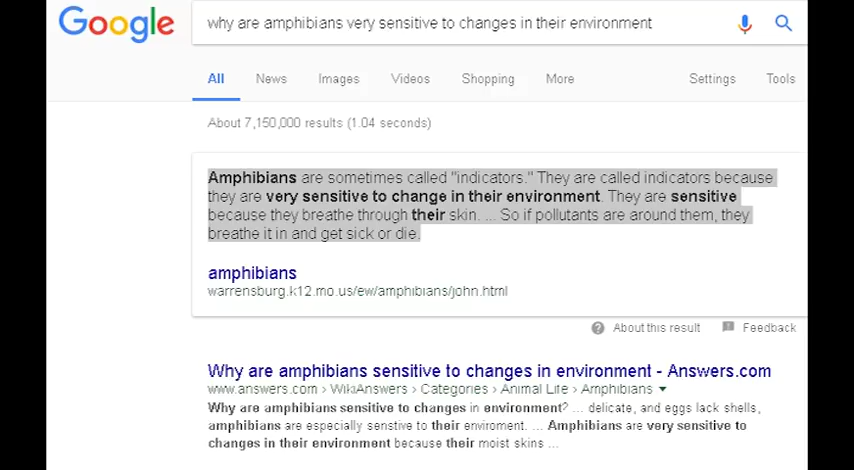 Google
why are amphibians very sensitive to changes in their environment
All News Images Videos Shopping More Settings Tools
About 7,150,000 results (1.04 seconds)
Amphibians are sometimes called "indicators." They are called indicators because
they are very sensitive to change in their environment. They are sensitive
because they breathe through their skin. ... So if pollutants are around them, they
breathe it in and get sick or die.
amphibians
warrensburg.k12.mo.us/ew/amphibians/john.html
About this result Feedback
Why are amphibians sensitive to changes in environment - Answers.com
www.answers.com › WikiAnswers › Categories › Animal Life › Amphibians
Why are amphibians sensitive to changes in environment? ... delicate, and eggs lack shells,
amphibians are especially senstive to their enviroment. ... Amphibians are very sensitive to
changes in their environment because their moist skins ...